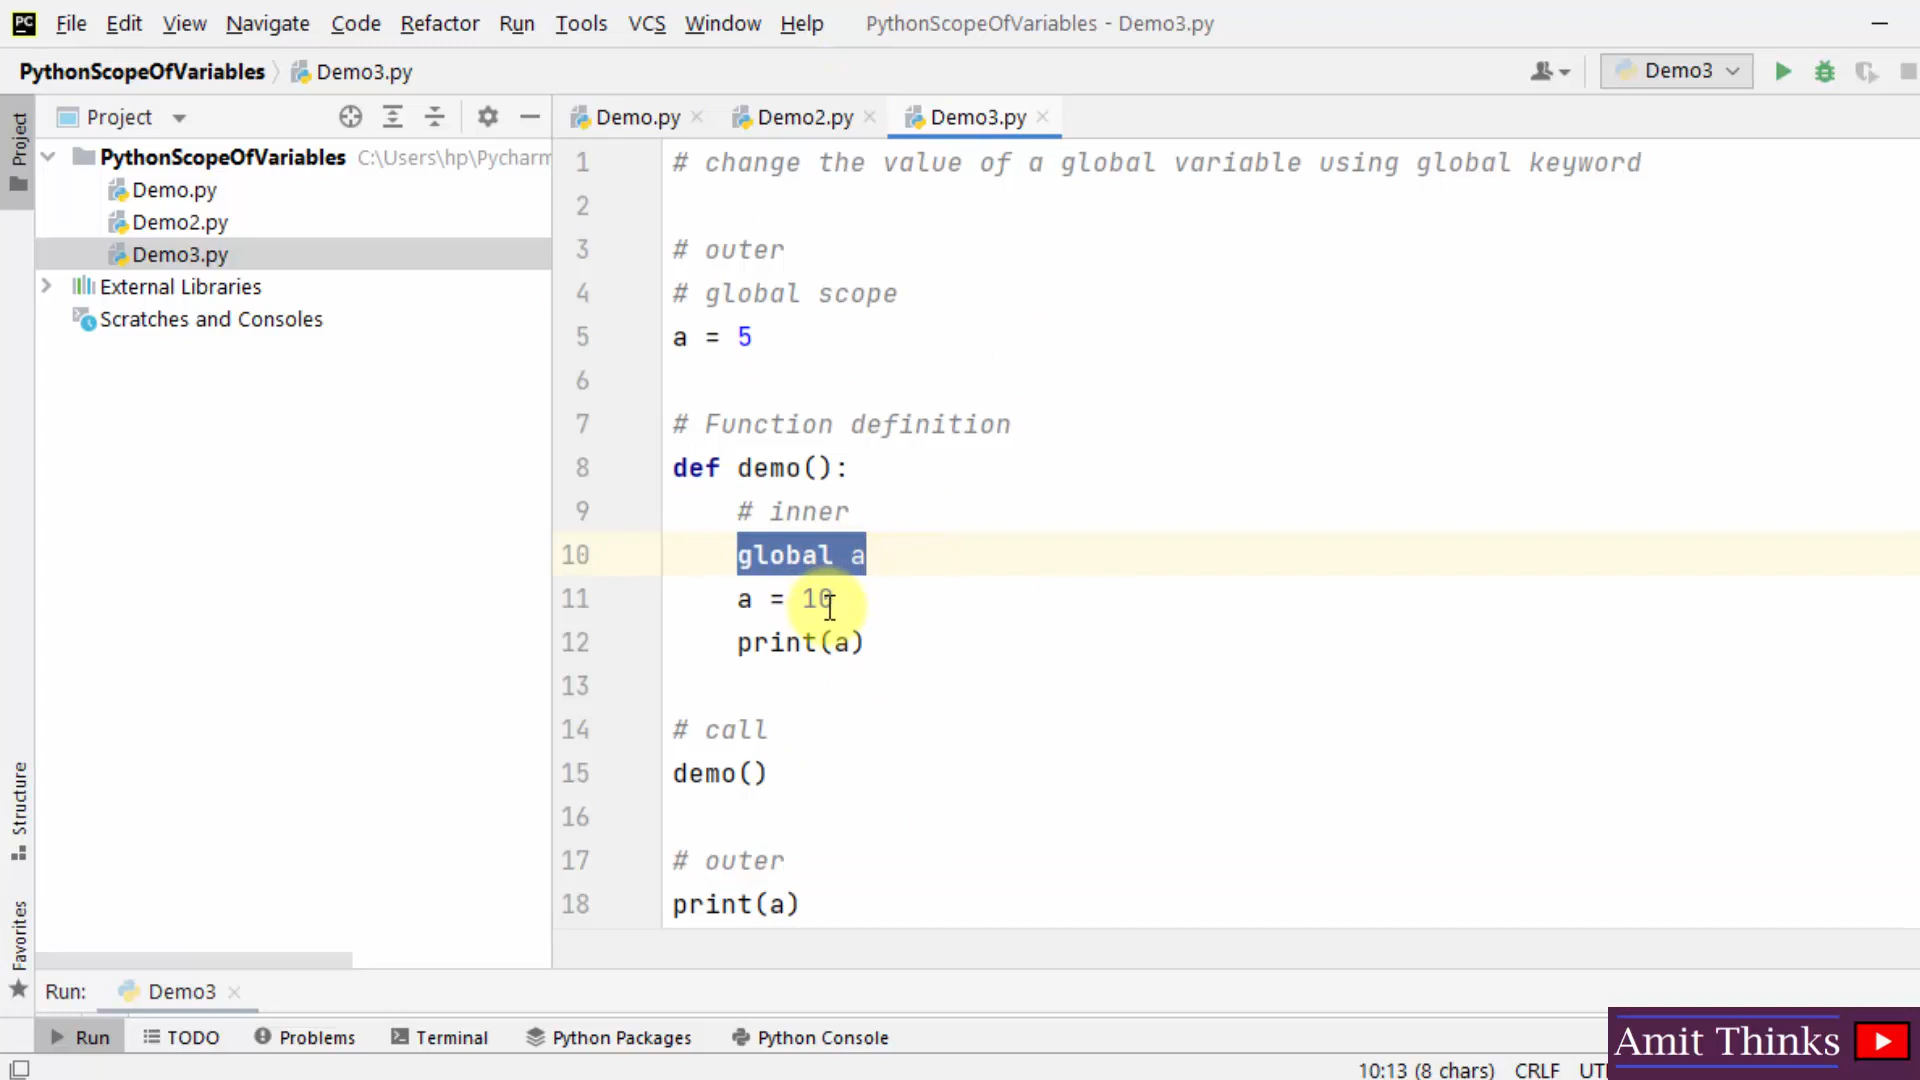 PC File Edit View Navigate Code Refactor Run Tools VCS Window Help PythonScopeOfVariables - Demo3.py
PythonScopeOfVariables Demo3.py Demo3
Project Project Demo.py Demo2.py Demo3.py
PythonScopeOfVariables C:\Users\hp\Pycharm
Demo.py
Demo2.py
Demo3.py
External Libraries
Scratches and Consoles
1 # change the value of a global variable using global keyword
2
3 # outer
4 # global scope
5 a = 5
6
7 # Function definition
8 def demo():
9 # inner
10 global a
11 a = 10
12 print(a)
13
14 # call
15 demo()
16
17 # outer
18 print(a)
Structure
Favorites
Run: Demo3
Run TODO Problems Terminal Python Packages Python Console
Amit Thinks
10:13 (8 chars) CRLF